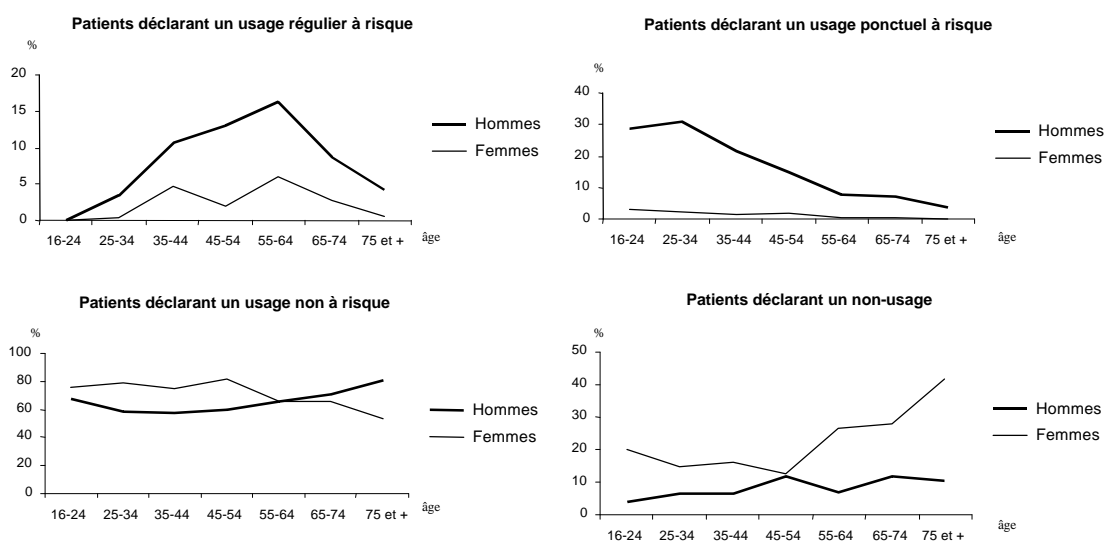 Patients déclarant un usage régulier à risque
%
20
15
10
5
0
16-24 25-34 35-44 45-54 55-64 65-74 75 et + âge
Hommes
Femmes
Patients déclarant un usage ponctuel à risque
%
40
30
20
10
0
16-24 25-34 35-44 45-54 55-64 65-74 75 et + âge
Hommes
Femmes
Patients déclarant un usage non à risque
%
100
80
60
40
20
0
16-24 25-34 35-44 45-54 55-64 65-74 75 et + âge
Hommes
Femmes
Patients déclarant un non-usage
%
50
40
30
20
10
0
16-24 25-34 35-44 45-54 55-64 65-74 75 et + âge
Hommes
Femmes